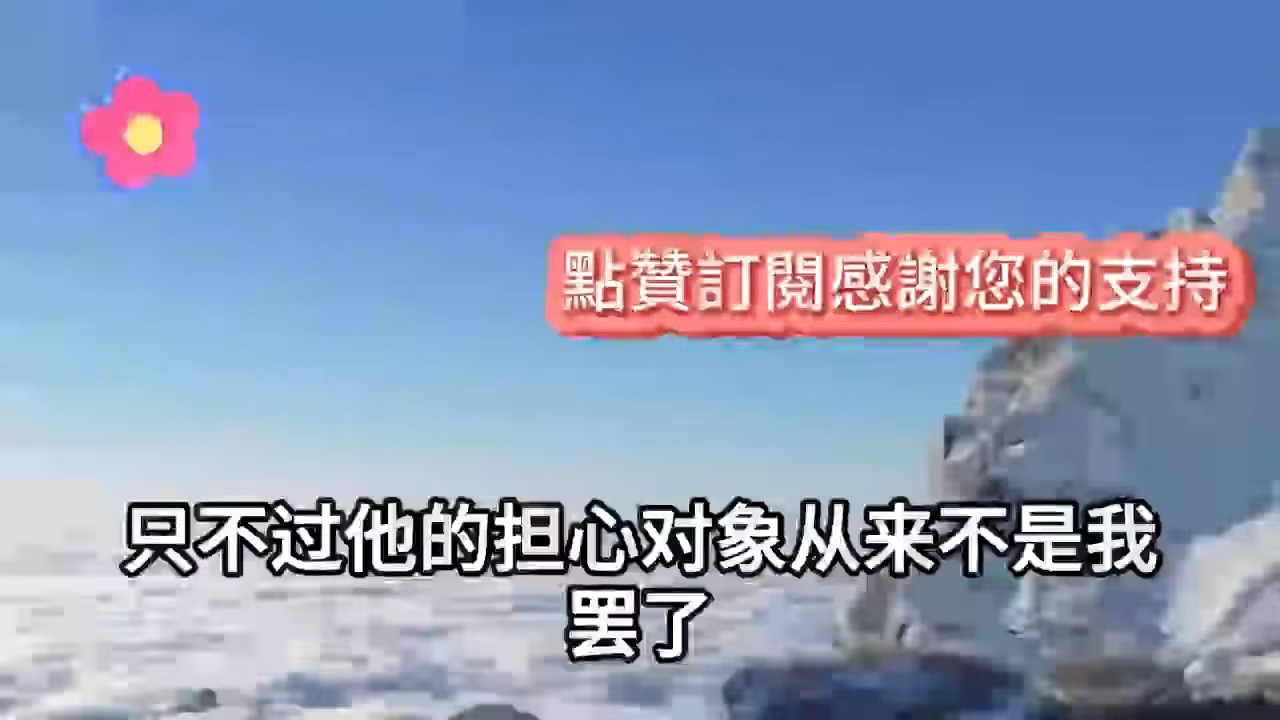 點贊訂閱感謝您的支持
只不过他的担心对象从来不是我
罢了